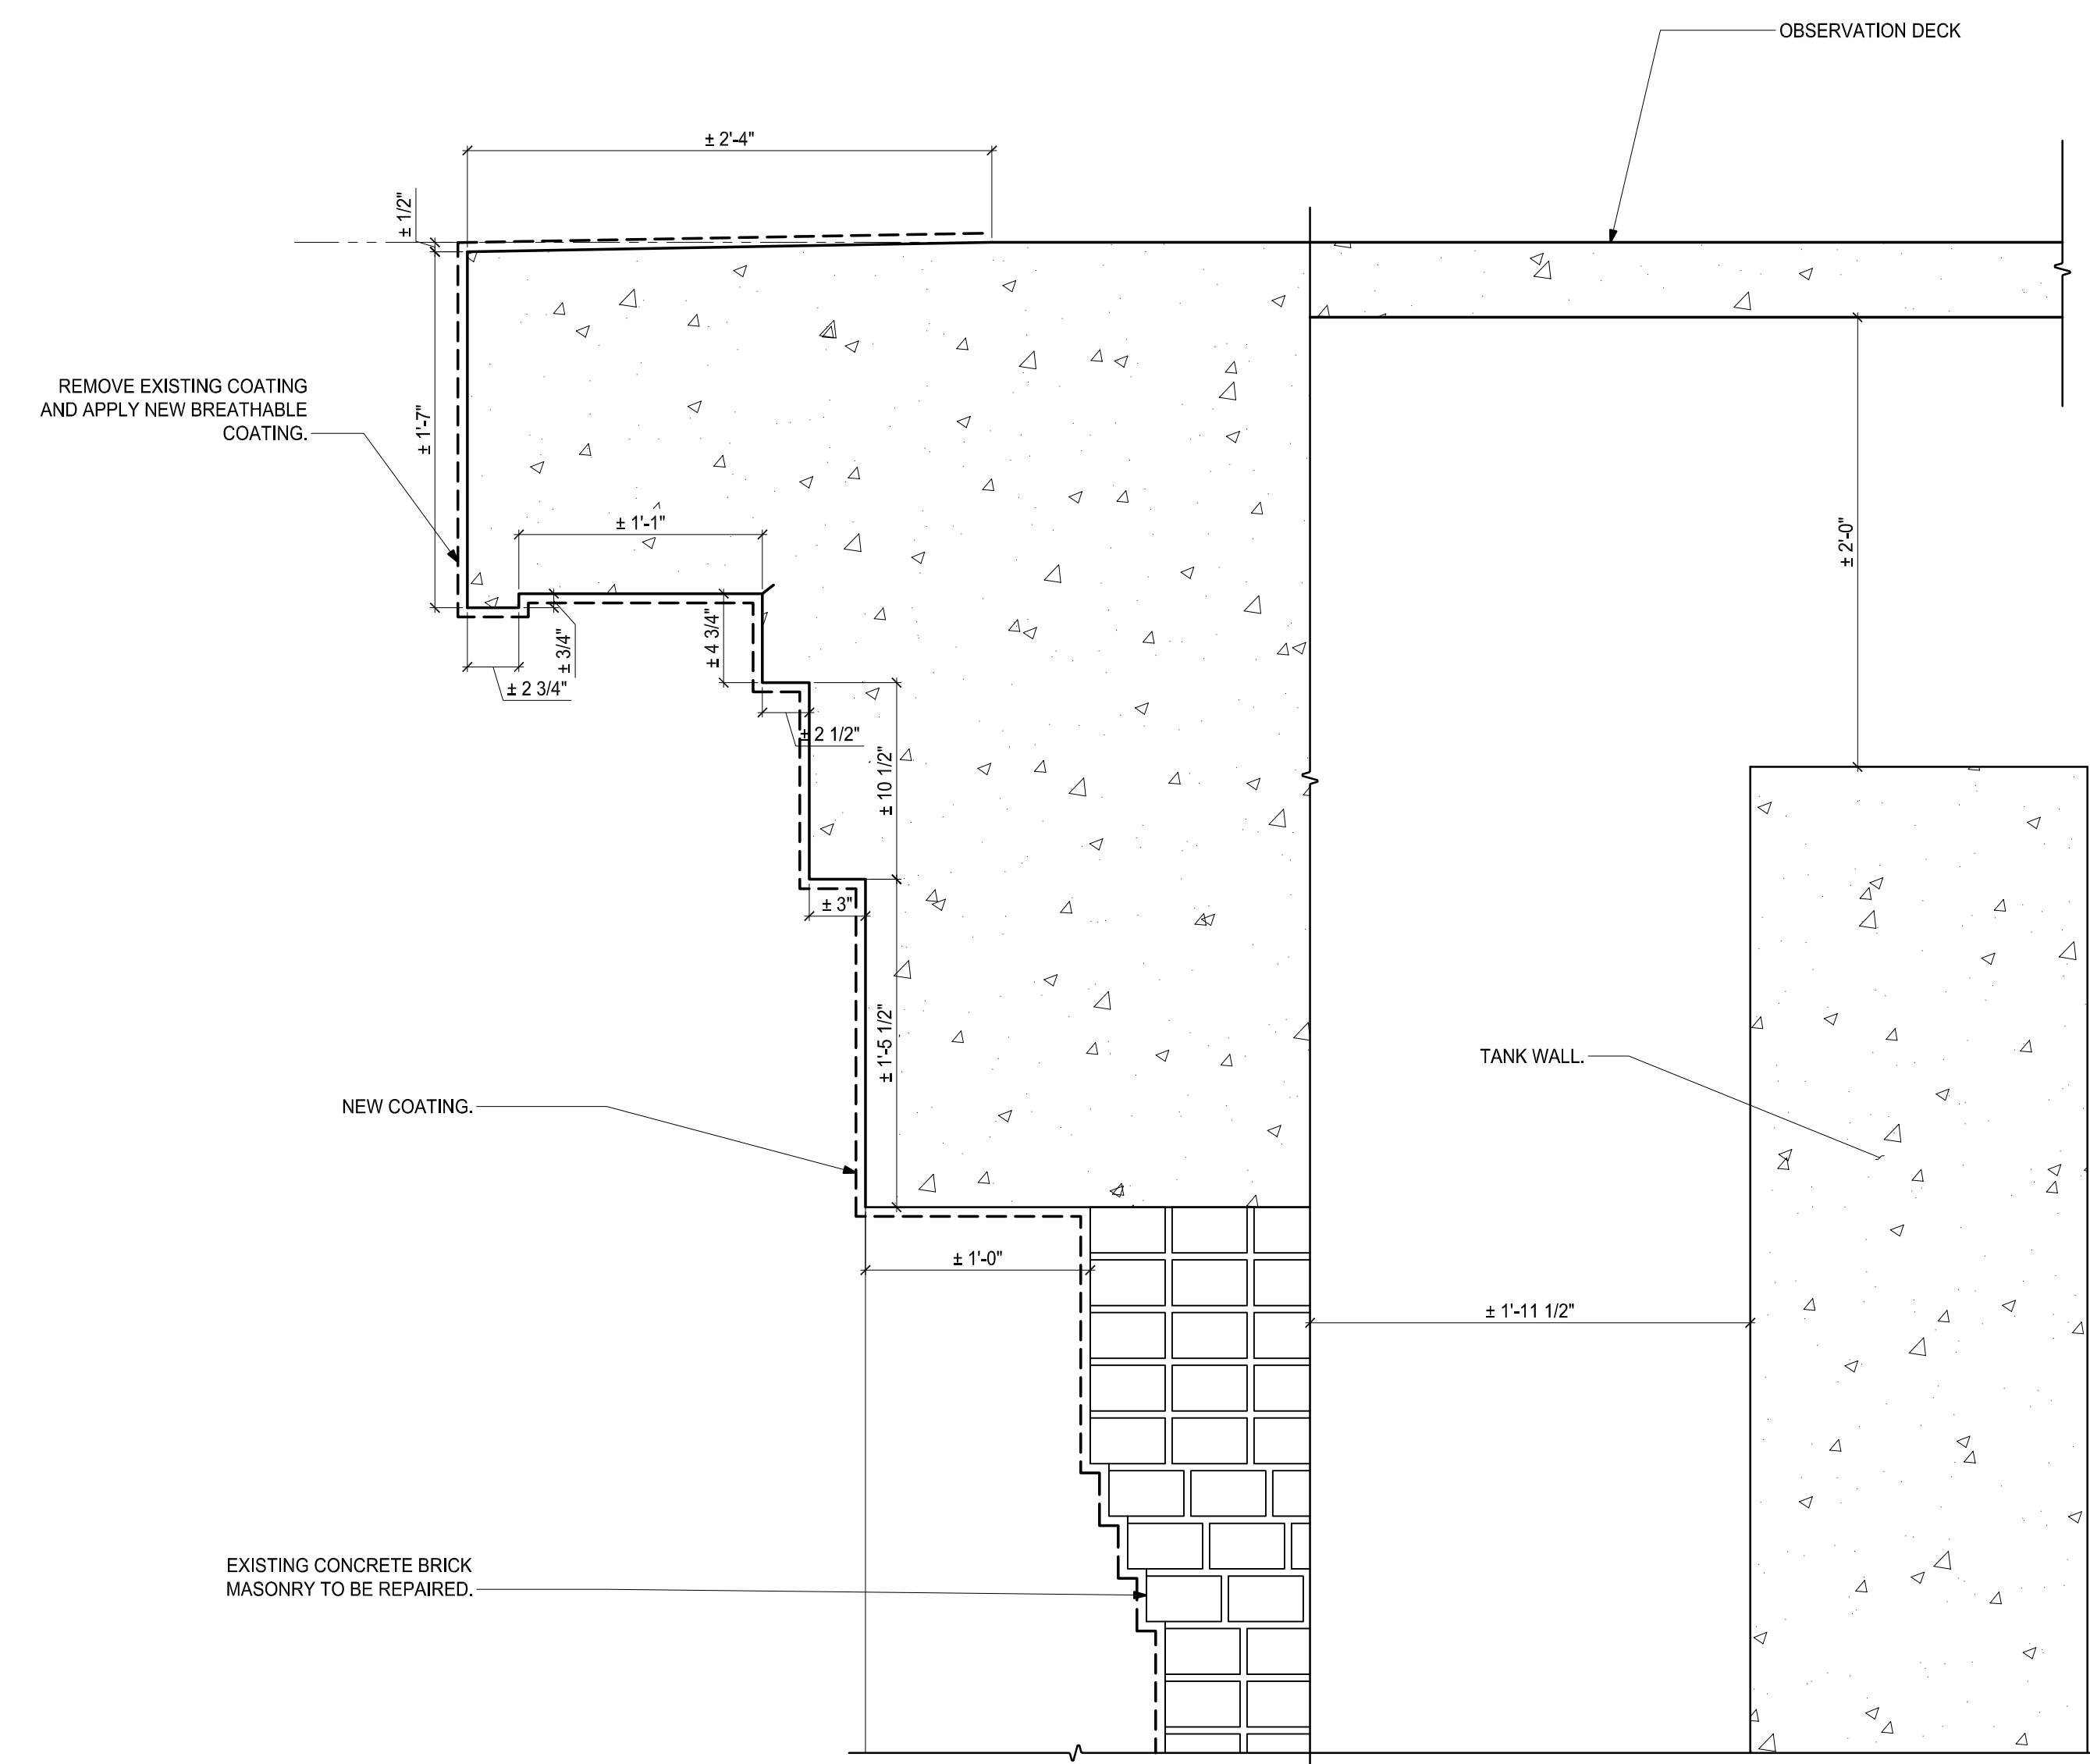 OBSERVATION DECK
± 2'-4"
± 1/2"
REMOVE EXISTING COATING
AND APPLY NEW BREATHABLE
COATING.
± 1'-7"
± 1'-1"
± 2'-0"
± 3/4"
± 4 3/4"
± 2 3/4"
± 2 1/2"
± 10 1/2"
± 3"
± 1'-5 1/2"
TANK WALL.
NEW COATING.
± 1'-0"
± 1'-11 1/2"
EXISTING CONCRETE BRICK
MASONRY TO BE REPAIRED.